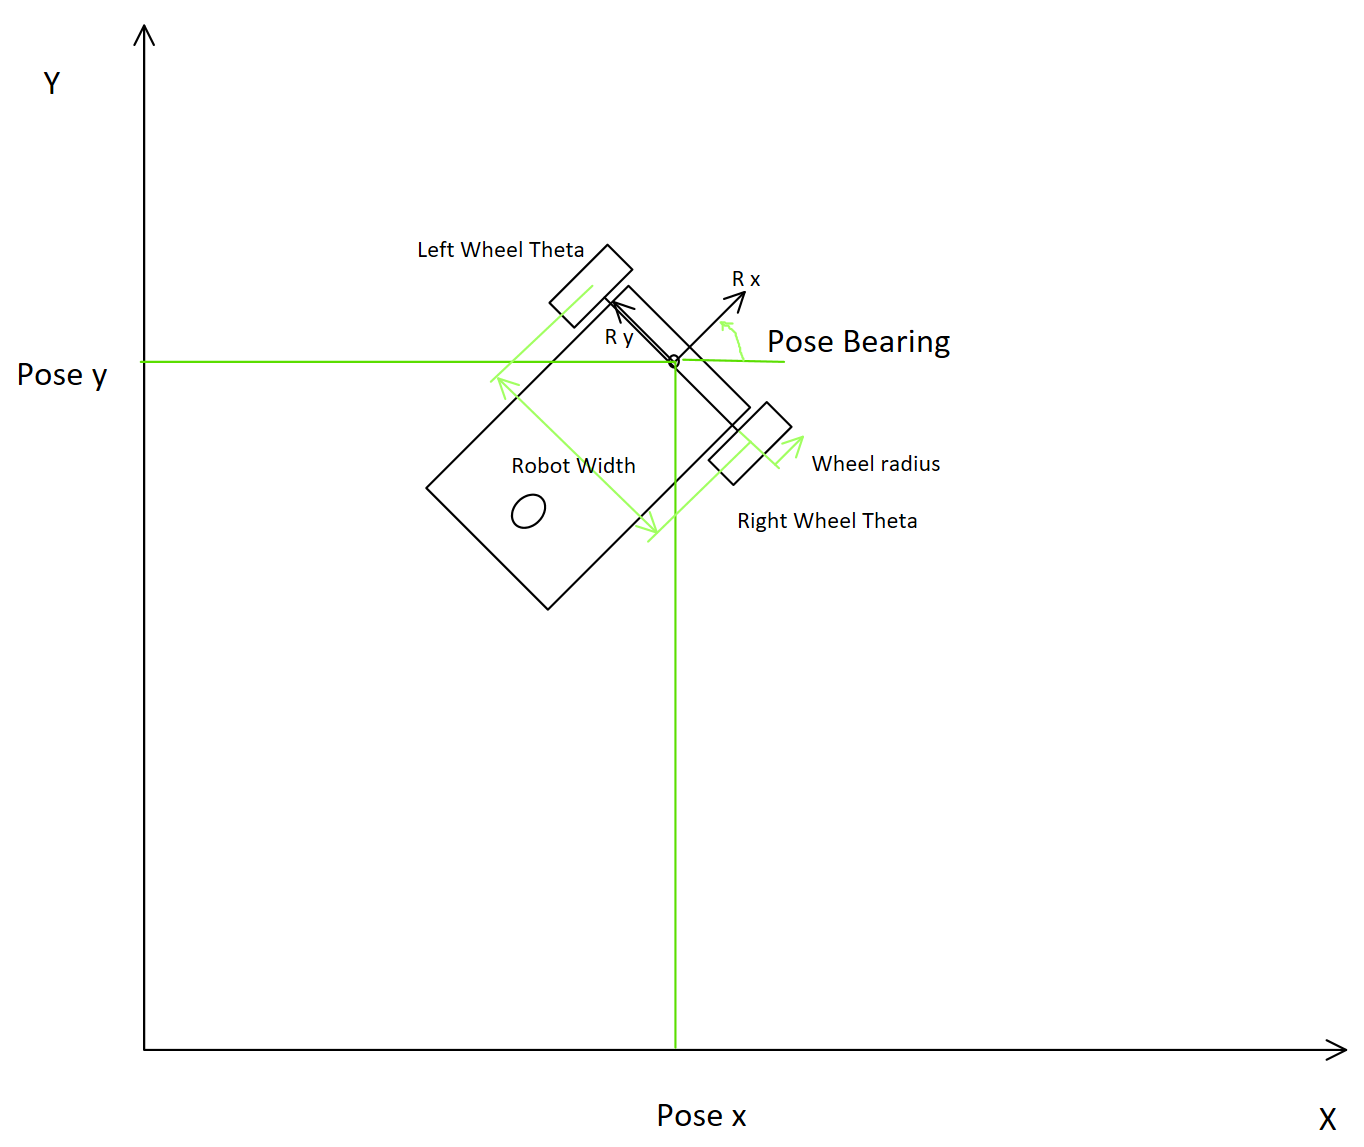 Y
Left Wheel Theta
R x
R y
Pose Bearing
Pose y
Robot Width
Wheel radius
Right Wheel Theta
Pose x
X